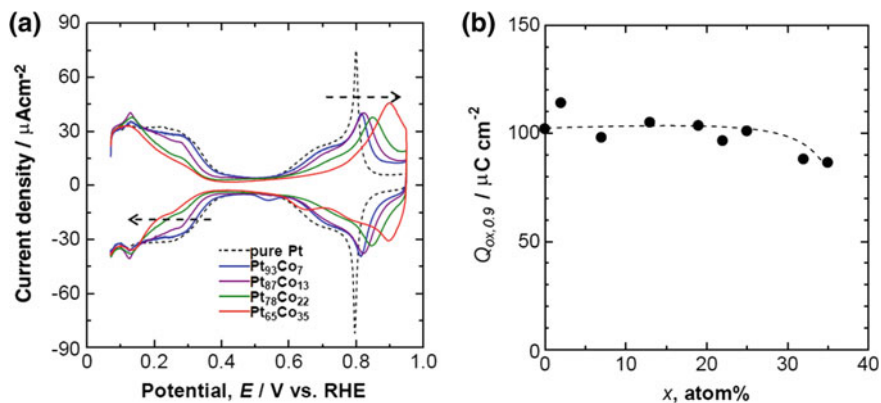 (a)
90
60
30
0
-30
-60
-90
Current density / μAcm-2
pure Pt
Pt93Co7
Pt87Co13
Pt78Co22
Pt65Co35
0.0 0.2 0.4 0.6 0.8 1.0
Potential, E / V vs. RHE
(b)
150
100
50
0
Qox,0.9 / μC cm-2
0 10 20 30 40
x, atom%